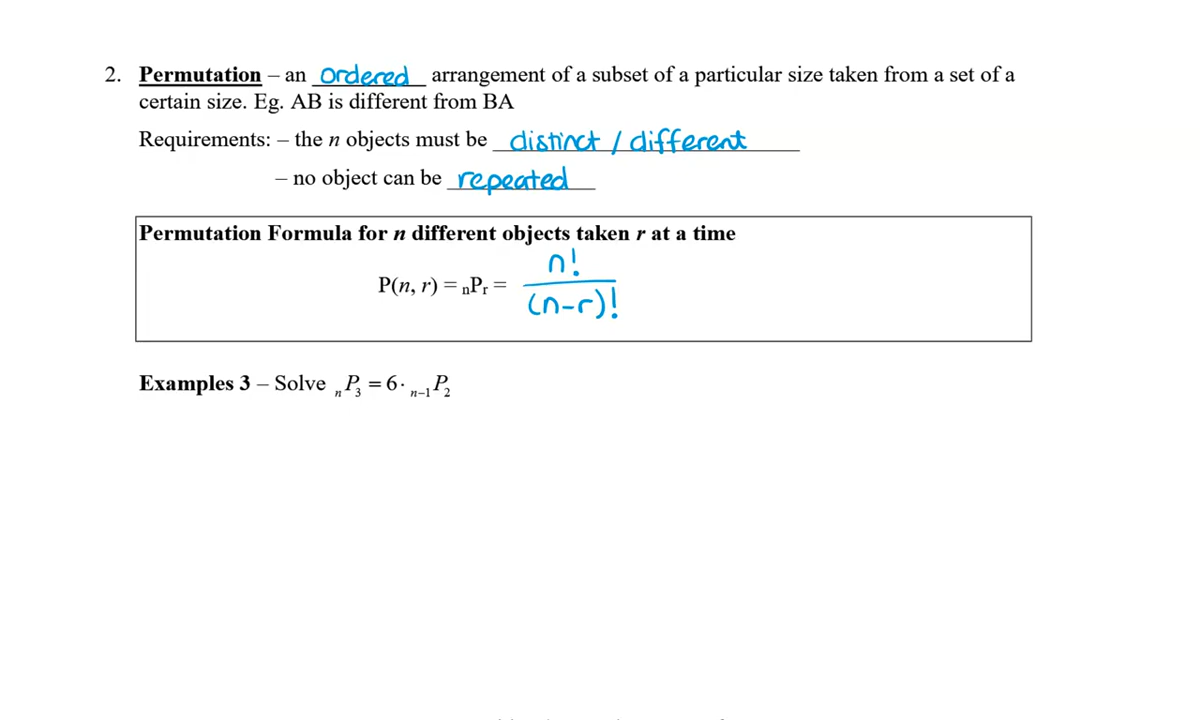 2. Permutation – an ordered arrangement of a subset of a particular size taken from a set of a
certain size. Eg. AB is different from BA
Requirements: – the n objects must be distinct / different
– no object can be repeated
Permutation Formula for n different objects taken r at a time
P(n, r) = ₙPᵣ = n! / (n-r)!
Examples 3 – Solve ₙP₃ = 6 · ₙ₋₁P₂